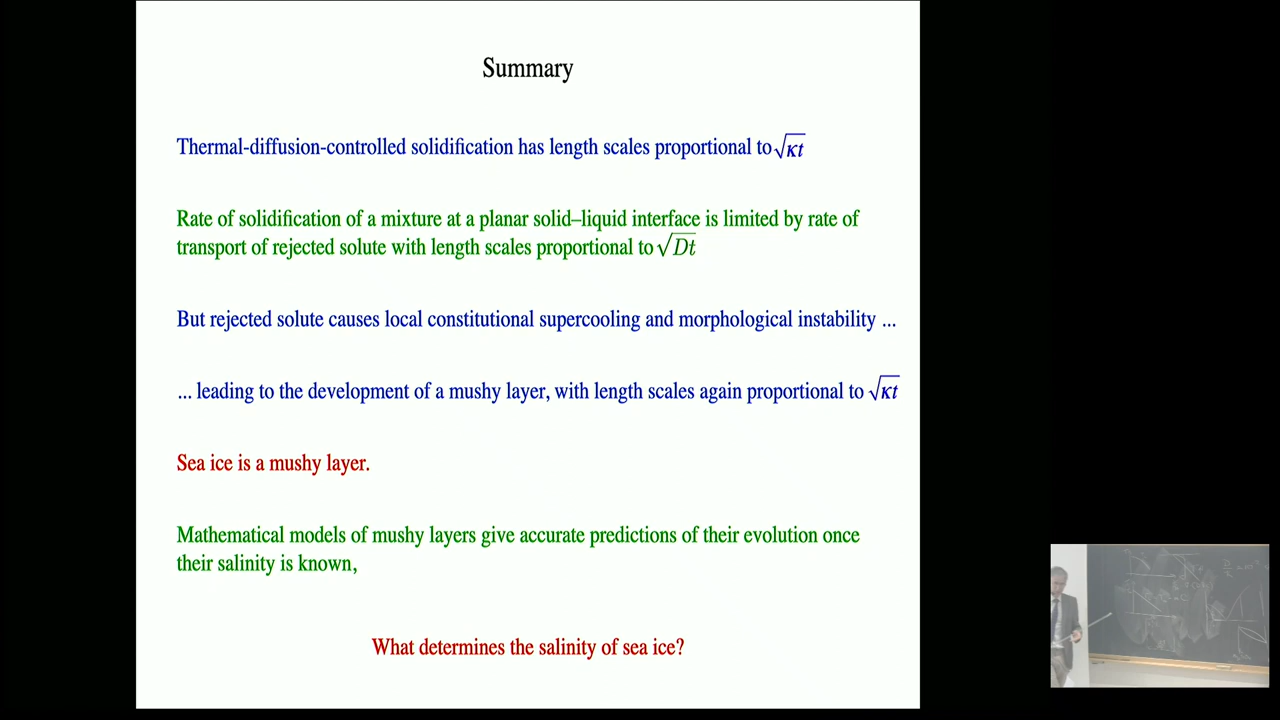 Summary
Thermal-diffusion-controlled solidification has length scales proportional to √κt
Rate of solidification of a mixture at a planar solid–liquid interface is limited by rate of
transport of rejected solute with length scales proportional to √Dt
But rejected solute causes local constitutional supercooling and morphological instability ...
... leading to the development of a mushy layer, with length scales again proportional to √κt
Sea ice is a mushy layer.
Mathematical models of mushy layers give accurate predictions of their evolution once
their salinity is known,
What determines the salinity of sea ice?